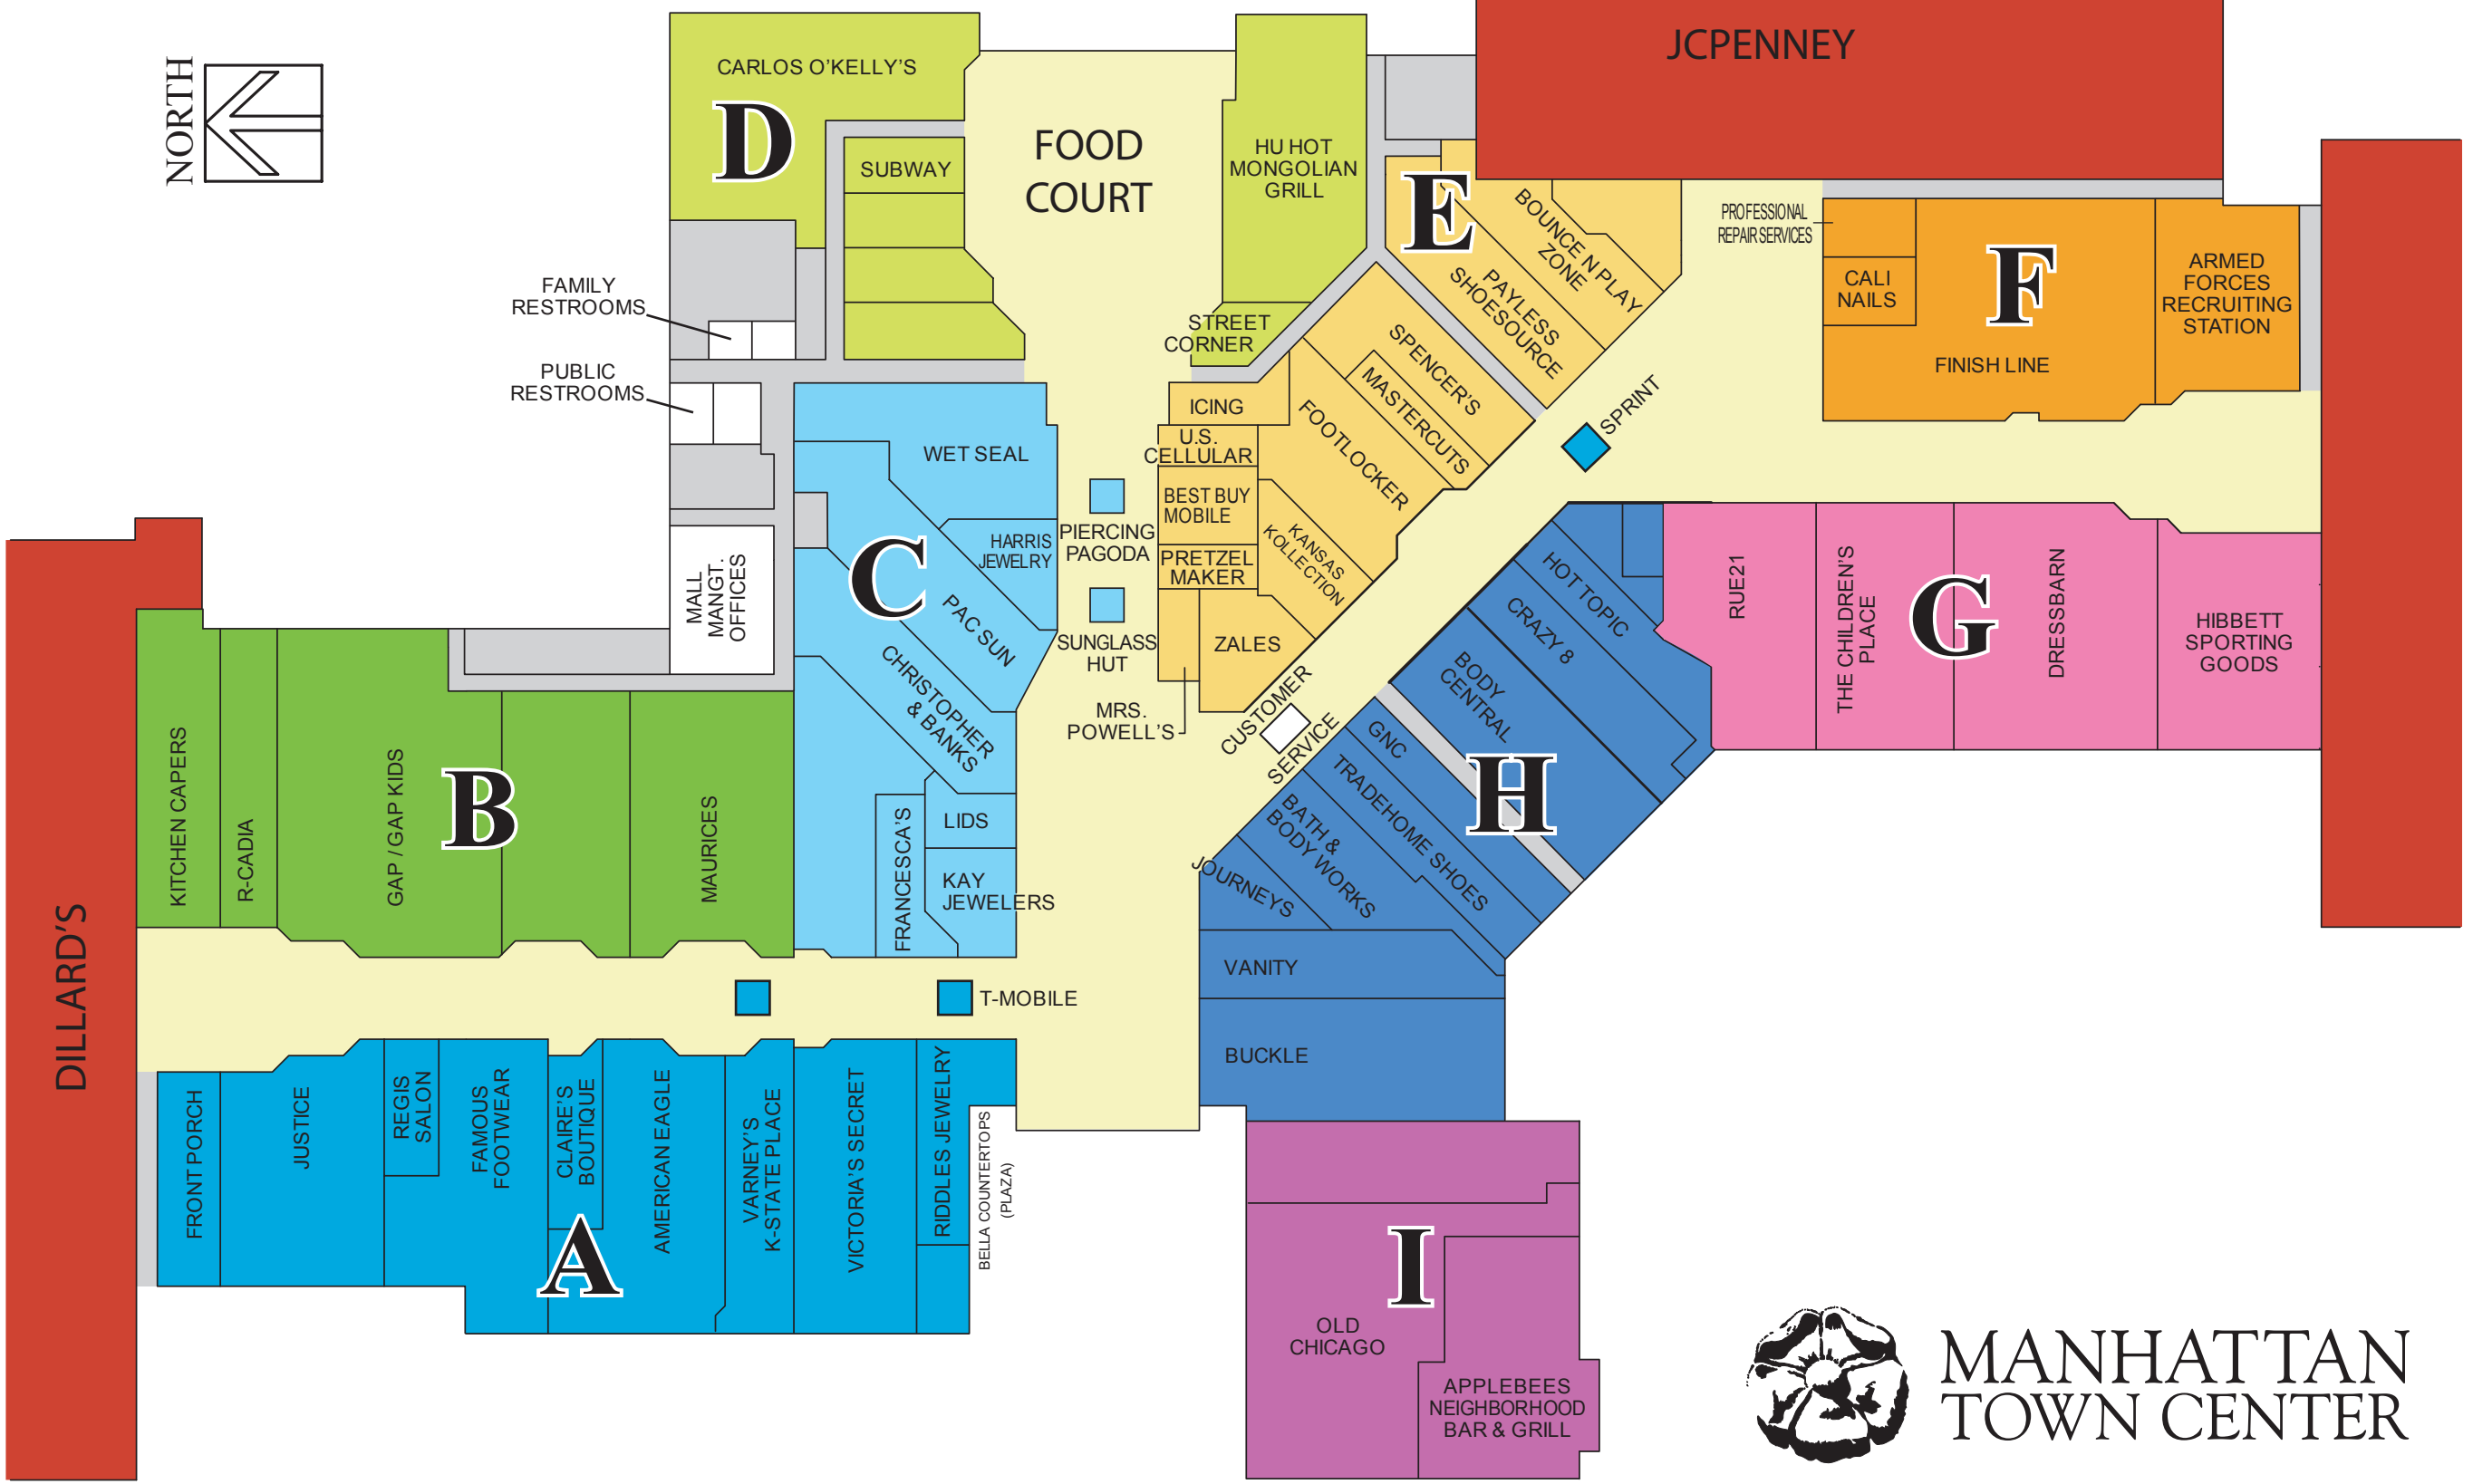 NORTH
CARLOS O'KELLY'S
D
SUBWAY
FOOD
COURT
HU HOT
MONGOLIAN
GRILL
STREET
CORNER
JCPENNEY
E
BOUNCE N PLAY
ZONE
PAYLESS
SHOESOURCE
SPENCER'S
MASTERCUTS
FOOTLOCKER
ICING
U.S.
CELLULAR
BEST BUY
MOBILE
PRETZEL
MAKER
KANSAS
KOLLECTION
ZALES
MRS.
POWELL'S
PROFESSIONAL
REPAIR SERVICES
CALI
NAILS
F
FINISH LINE
ARMED
FORCES
RECRUITING
STATION
SPRINT
FAMILY
RESTROOMS
PUBLIC
RESTROOMS
MALL
MANGT.
OFFICES
WET SEAL
HARRIS
JEWELRY
C
PAC SUN
CHRISTOPHER
& BANKS
LIDS
FRANCESCA'S
KAY
JEWELERS
PIERCING
PAGODA
SUNGLASS
HUT
CUSTOMER
SERVICE
DILLARD'S
KITCHEN CAPERS
R-CADIA
GAP / GAP KIDS
B
MAURICES
T-MOBILE
HOT TOPIC
CRAZY 8
BODY
CENTRAL
H
GNC
TRADEHOME SHOES
BATH &
BODY WORKS
JOURNEYS
VANITY
BUCKLE
RUE21
THE CHILDREN'S
PLACE
G
DRESSBARN
HIBBETT
SPORTING
GOODS
FRONT PORCH
JUSTICE
REGIS
SALON
FAMOUS
FOOTWEAR
CLAIRE'S
BOUTIQUE
A
AMERICAN EAGLE
VARNEY'S
K-STATE PLACE
VICTORIA'S SECRET
RIDDLES JEWELRY
BELLA COUNTERTOPS
(PLAZA)
I
OLD
CHICAGO
APPLEBEES
NEIGHBORHOOD
BAR & GRILL
MANHATTAN
TOWN CENTER